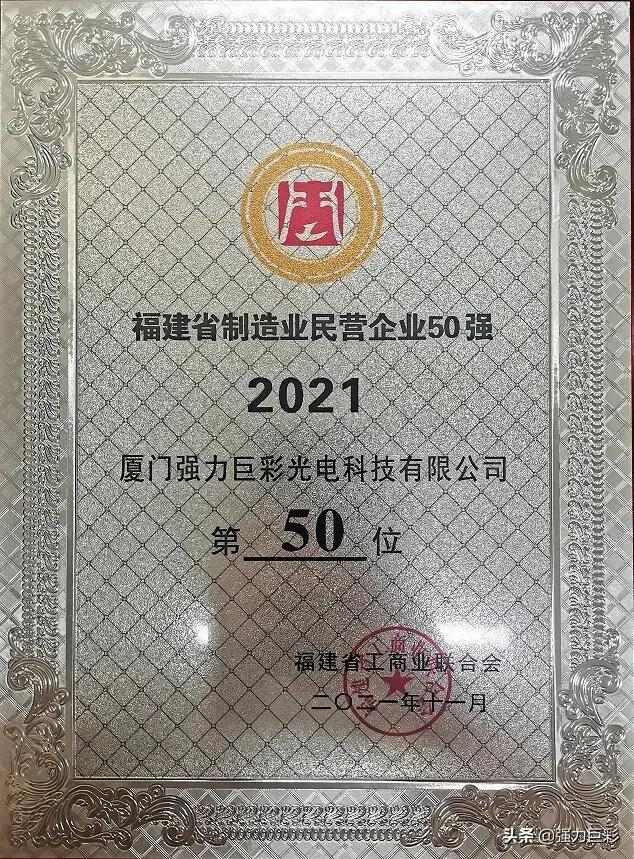 福建省制造业民营企业50强
2021
厦门强力巨彩光电科技有限公司
第 50 位
福建省工商业联合会
二〇二一年十一月
头条 @强力巨彩